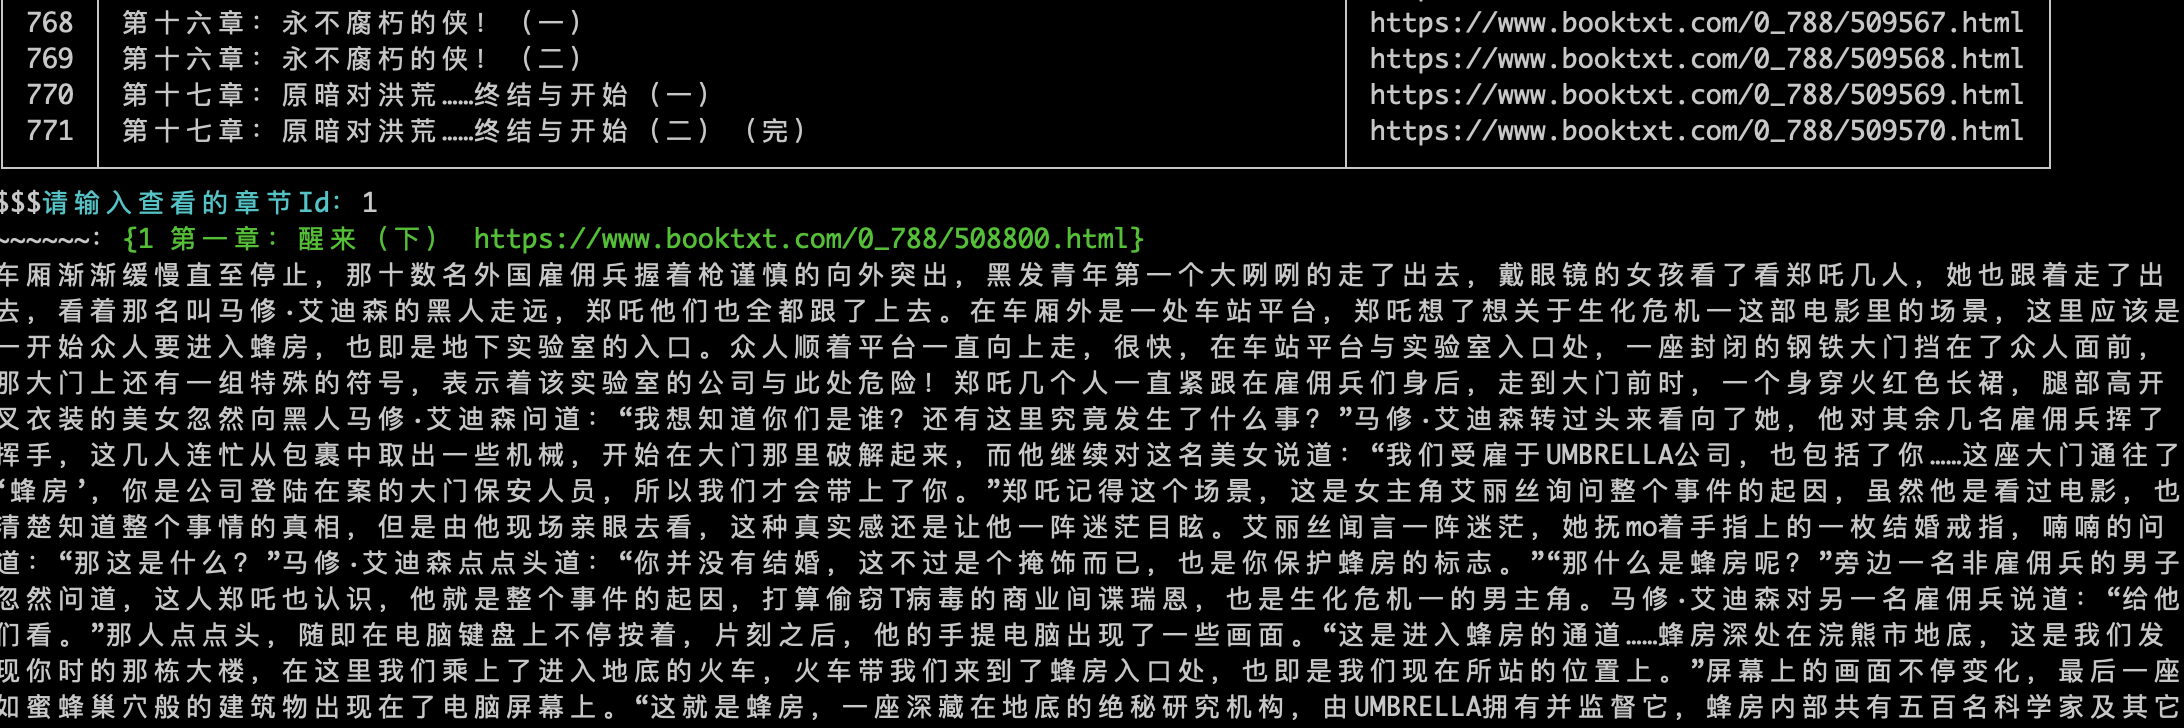 768 第十六章：永不腐朽的侠！（一） https://www.booktxt.com/0_788/509567.html
769 第十六章：永不腐朽的侠！（二） https://www.booktxt.com/0_788/509568.html
770 第十七章：原暗对洪荒……终结与开始（一） https://www.booktxt.com/0_788/509569.html
771 第十七章：原暗对洪荒……终结与开始（二）（完） https://www.booktxt.com/0_788/509570.html
$$$请输入查看的章节Id: 1
~~~~~~: {1 第一章：醒来（下） https://www.booktxt.com/0_788/508800.html}
车厢渐渐缓慢直至停止，那十数名外国雇佣兵握着枪谨慎的向外突出，黑发青年第一个大咧咧的走了出去，戴眼镜的女孩看了看郑吒几人，她也跟着走了出
去，看着那名叫马修·艾迪森的黑人走远，郑吒他们也全都跟了上去。在车厢外是一处车站平台，郑吒想了想关于生化危机一这部电影里的场景，这里应该是
一开始众人要进入蜂房，也即是地下实验室的入口。众人顺着平台一直向上走，很快，在车站平台与实验室入口处，一座封闭的钢铁大门挡在了众人面前，
那大门上还有一组特殊的符号，表示着该实验室的公司与此处危险！郑吒几个人一直紧跟在雇佣兵们身后，走到大门前时，一个身穿火红色长裙，腿部高开
叉衣装的美女忽然向黑人马修·艾迪森问道：“我想知道你们是谁？还有这里究竟发生了什么事？”马修·艾迪森转过头来看向了她，他对其余几名雇佣兵挥了
挥手，这几人连忙从包裹中取出一些机械，开始在大门那里破解起来，而他继续对这名美女说道：“我们受雇于UMBRELLA公司，也包括了你……这座大门通往了
‘蜂房’，你是公司登陆在案的大门保安人员，所以我们才会带上了你。”郑吒记得这个场景，这是女主角艾丽丝询问整个事件的起因，虽然他是看过电影，也
清楚知道整个事情的真相，但是由他现场亲眼去看，这种真实感还是让他一阵迷茫目眩。艾丽丝闻言一阵迷茫，她抚mo着手指上的一枚结婚戒指，喃喃的问
道：“那这是什么？”马修·艾迪森点点头道：“你并没有结婚，这不过是个掩饰而已，也是你保护蜂房的标志。”“那什么是蜂房呢？”旁边一名非雇佣兵的男子
忽然问道，这人郑吒也认识，他就是整个事件的起因，打算偷窃T病毒的商业间谍瑞恩，也是生化危机一的男主角。马修·艾迪森对另一名雇佣兵说道：“给他
们看。”那人点点头，随即在电脑键盘上不停按着，片刻之后，他的手提电脑出现了一些画面。“这是进入蜂房的通道……蜂房深处在浣熊市地底，这是我们发
现你时的那栋大楼，在这里我们乘上了进入地底的火车，火车带我们来到了蜂房入口处，也即是我们现在所站的位置上。”屏幕上的画面不停变化，最后一座
如蜜蜂巢穴般的建筑物出现在了电脑屏幕上。“这就是蜂房，一座深藏在地底的绝秘研究机构，由UMBRELLA拥有并监督它，蜂房内部共有五百名科学家及其它